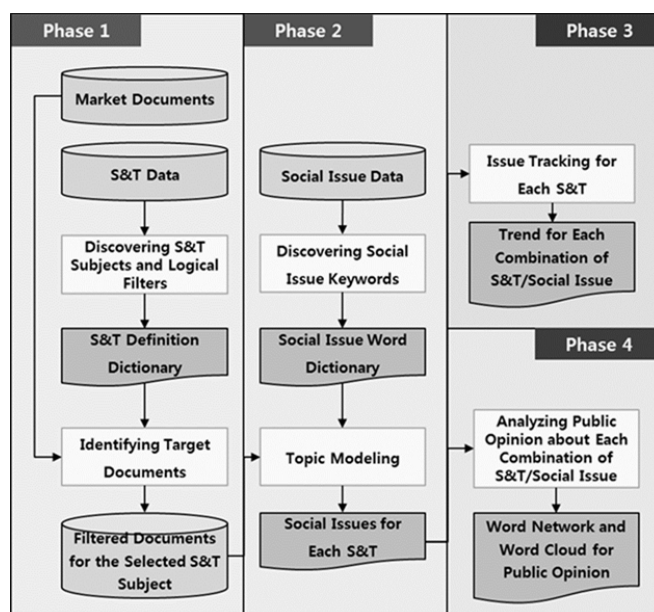 Phase 1
Market Documents
S&T Data
Discovering S&T
Subjects and Logical
Filters
S&T Definition
Dictionary
Identifying Target
Documents
Filtered Documents
for the Selected S&T
Subject
Phase 2
Social Issue Data
Discovering Social
Issue Keywords
Social Issue Word
Dictionary
Topic Modeling
Social Issues for
Each S&T
Phase 3
Issue Tracking for
Each S&T
Trend for Each
Combination of
S&T/Social Issue
Phase 4
Analyzing Public
Opinion about Each
Combination of
S&T/Social Issue
Word Network and
Word Cloud for
Public Opinion